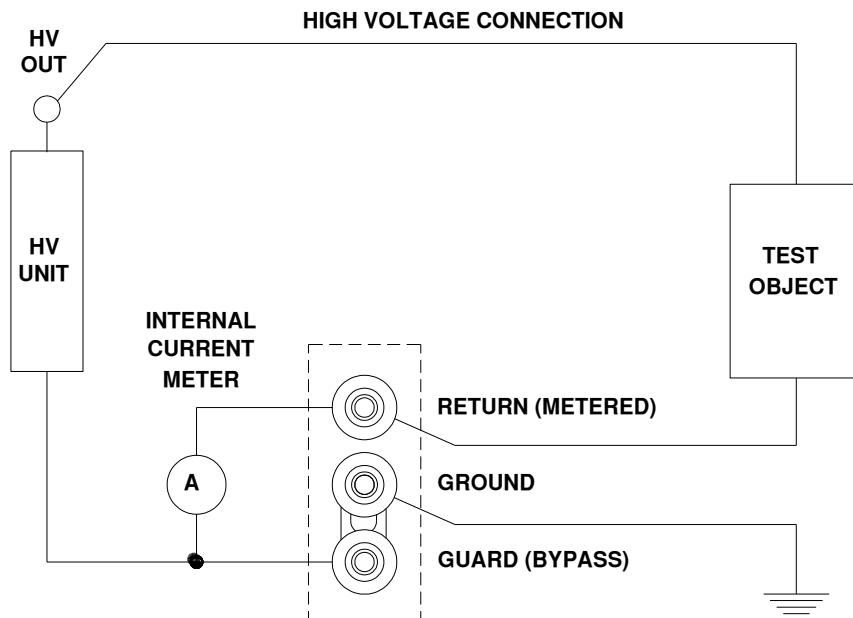 HIGH VOLTAGE CONNECTION
HV
OUT
HV
UNIT
TEST
OBJECT
INTERNAL
CURRENT
METER
RETURN (METERED)
A
GROUND
GUARD (BYPASS)